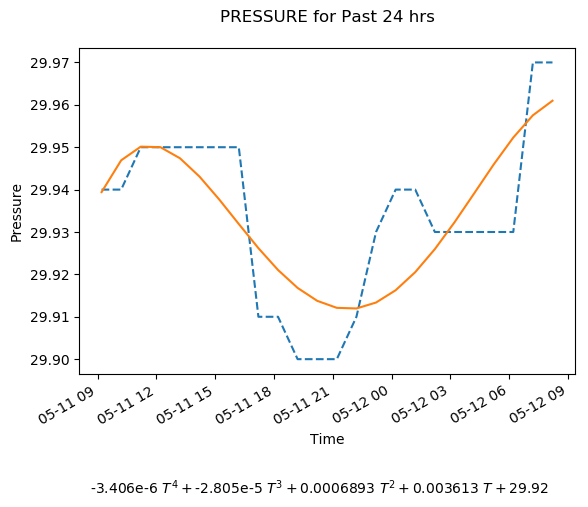 PRESSURE for Past 24 hrs
Pressure
29.97
29.96
29.95
29.94
29.93
29.92
29.91
29.90
05-11 09 05-11 12 05-11 15 05-11 18 05-11 21 05-12 00 05-12 03 05-12 06 05-12 09
Time
-3.406e-6 T⁴ + -2.805e-5 T³ + 0.0006893 T² + 0.003613 T + 29.92